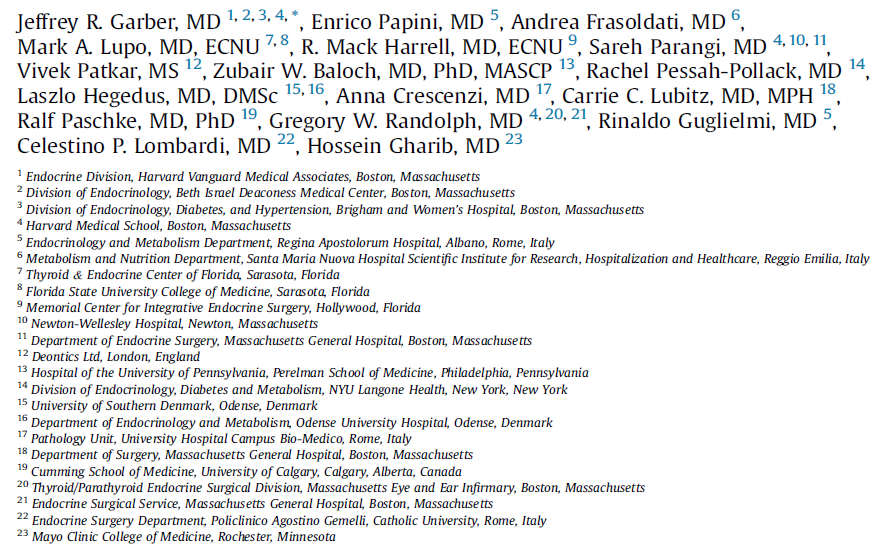 Jeffrey R. Garber, MD 1, 2, 3, 4, *, Enrico Papini, MD 5, Andrea Frasoldati, MD 6,
Mark A. Lupo, MD, ECNU 7, 8, R. Mack Harrell, MD, ECNU 9, Sareh Parangi, MD 4, 10, 11,
Vivek Patkar, MS 12, Zubair W. Baloch, MD, PhD, MASCP 13, Rachel Pessah-Pollack, MD 14,
Laszlo Hegedus, MD, DMSc 15, 16, Anna Crescenzi, MD 17, Carrie C. Lubitz, MD, MPH 18,
Ralf Paschke, MD, PhD 19, Gregory W. Randolph, MD 4, 20, 21, Rinaldo Guglielmi, MD 5,
Celestino P. Lombardi, MD 22, Hossein Gharib, MD 23
1 Endocrine Division, Harvard Vanguard Medical Associates, Boston, Massachusetts
2 Division of Endocrinology, Beth Israel Deaconess Medical Center, Boston, Massachusetts
3 Division of Endocrinology, Diabetes, and Hypertension, Brigham and Women's Hospital, Boston, Massachusetts
4 Harvard Medical School, Boston, Massachusetts
5 Endocrinology and Metabolism Department, Regina Apostolorum Hospital, Albano, Rome, Italy
6 Metabolism and Nutrition Department, Santa Maria Nuova Hospital Scientific Institute for Research, Hospitalization and Healthcare, Reggio Emilia, Italy
7 Thyroid & Endocrine Center of Florida, Sarasota, Florida
8 Florida State University College of Medicine, Sarasota, Florida
9 Memorial Center for Integrative Endocrine Surgery, Hollywood, Florida
10 Newton-Wellesley Hospital, Newton, Massachusetts
11 Department of Endocrine Surgery, Massachusetts General Hospital, Boston, Massachusetts
12 Deontics Ltd, London, England
13 Hospital of the University of Pennsylvania, Perelman School of Medicine, Philadelphia, Pennsylvania
14 Division of Endocrinology, Diabetes and Metabolism, NYU Langone Health, New York, New York
15 University of Southern Denmark, Odense, Denmark
16 Department of Endocrinology and Metabolism, Odense University Hospital, Odense, Denmark
17 Pathology Unit, University Hospital Campus Bio-Medico, Rome, Italy
18 Department of Surgery, Massachusetts General Hospital, Boston, Massachusetts
19 Cumming School of Medicine, University of Calgary, Calgary, Alberta, Canada
20 Thyroid/Parathyroid Endocrine Surgical Division, Massachusetts Eye and Ear Infirmary, Boston, Massachusetts
21 Endocrine Surgical Service, Massachusetts General Hospital, Boston, Massachusetts
22 Endocrine Surgery Department, Policlinico Agostino Gemelli, Catholic University, Rome, Italy
23 Mayo Clinic College of Medicine, Rochester, Minnesota